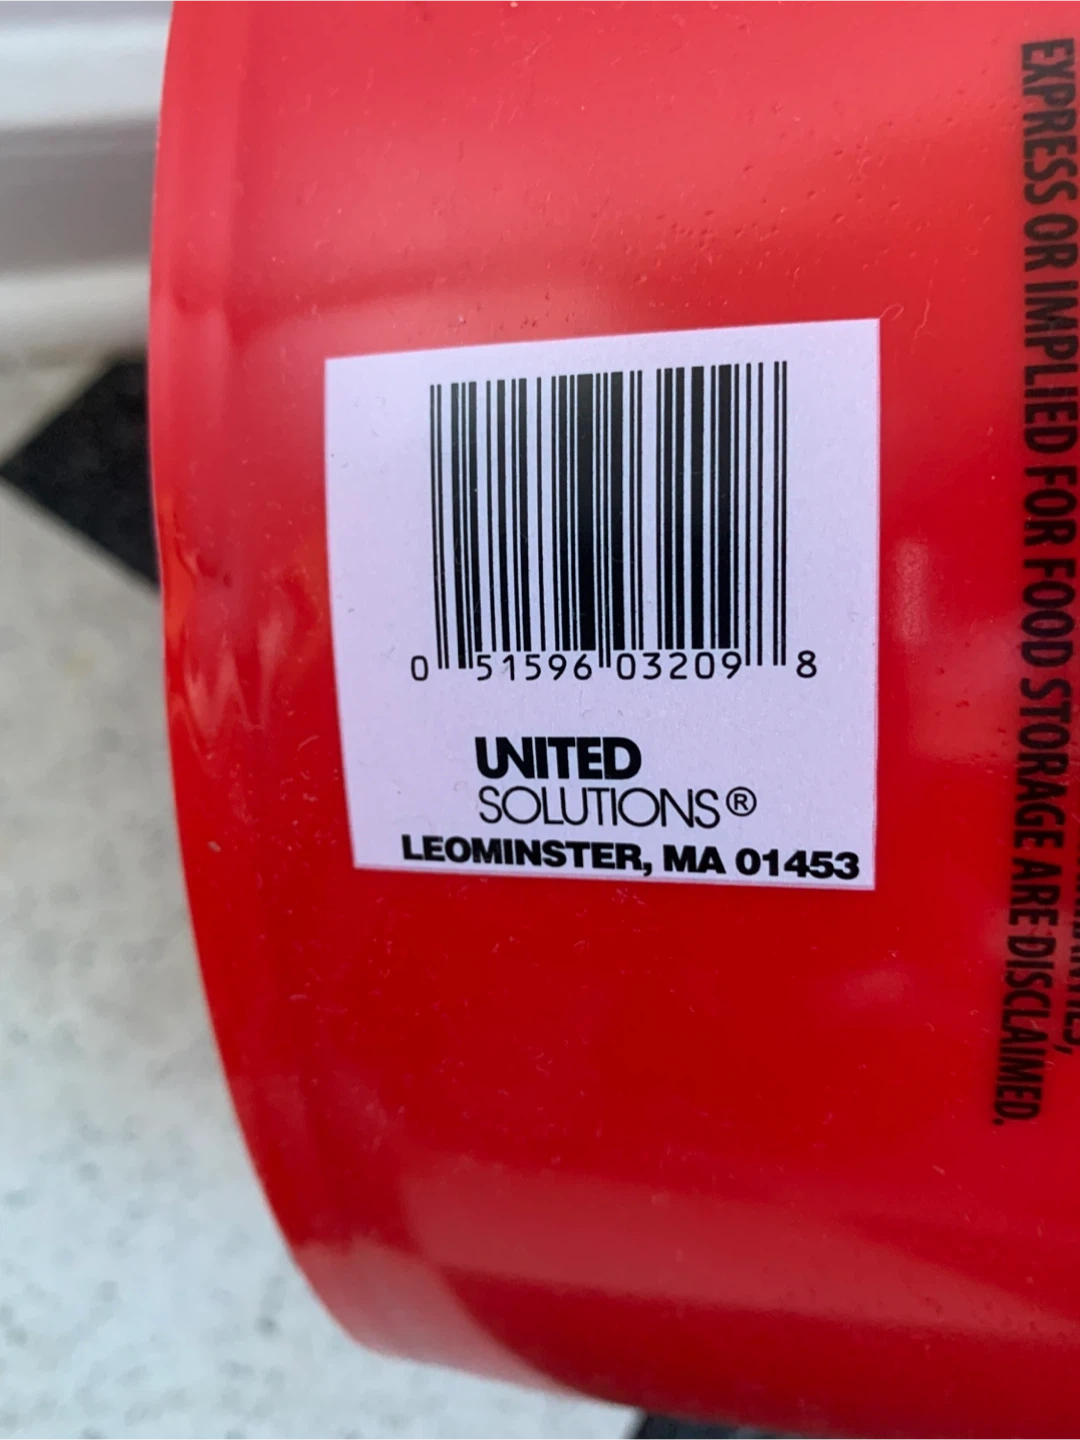 0 51596 03209 8
UNITED
SOLUTIONS®
LEOMINSTER, MA 01453
EXPRESS OR IMPLIED FOR FOOD STORAGE ARE DISCLAIMED.